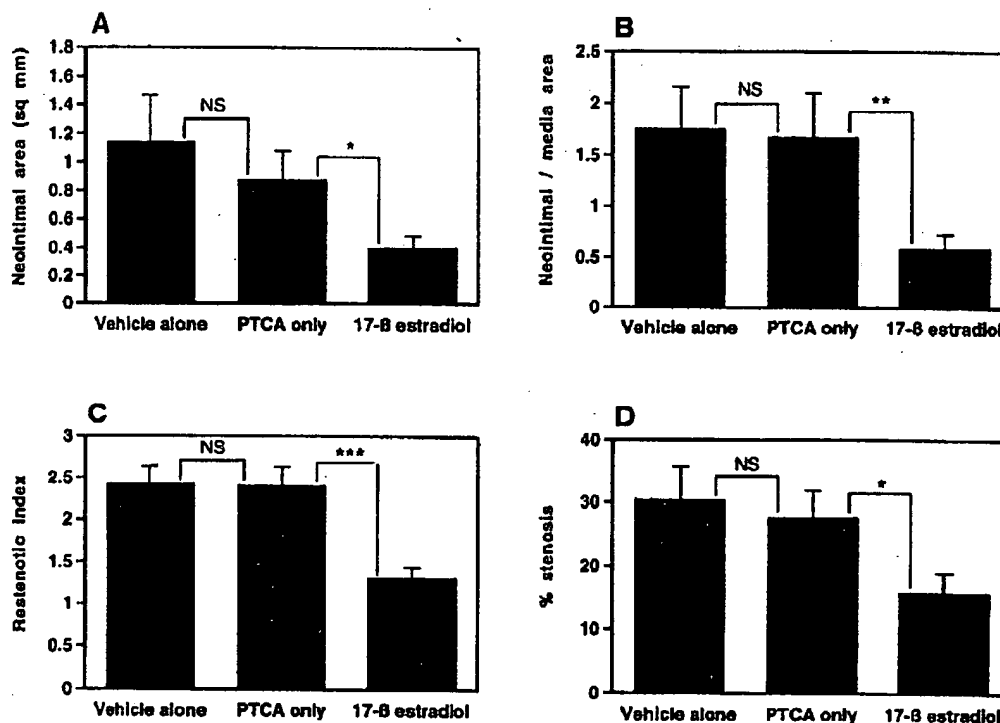 A
Neointimal area (sq mm)
1.8
1.6
1.4
1.2
1
0.8
0.6
0.4
0.2
0
NS
*
Vehicle alone PTCA only 17-ß estradiol
B
Neointimal / media area
2.5
2
1.5
1
0.5
0
NS
**
Vehicle alone PTCA only 17-ß estradiol
C
Restenotic index
3
2.5
2
1.5
1
0.5
0
NS
***
Vehicle alone PTCA only 17-ß estradiol
D
% stenosis
40
30
20
10
0
NS
*
Vehicle alone PTCA only 17-ß estradiol